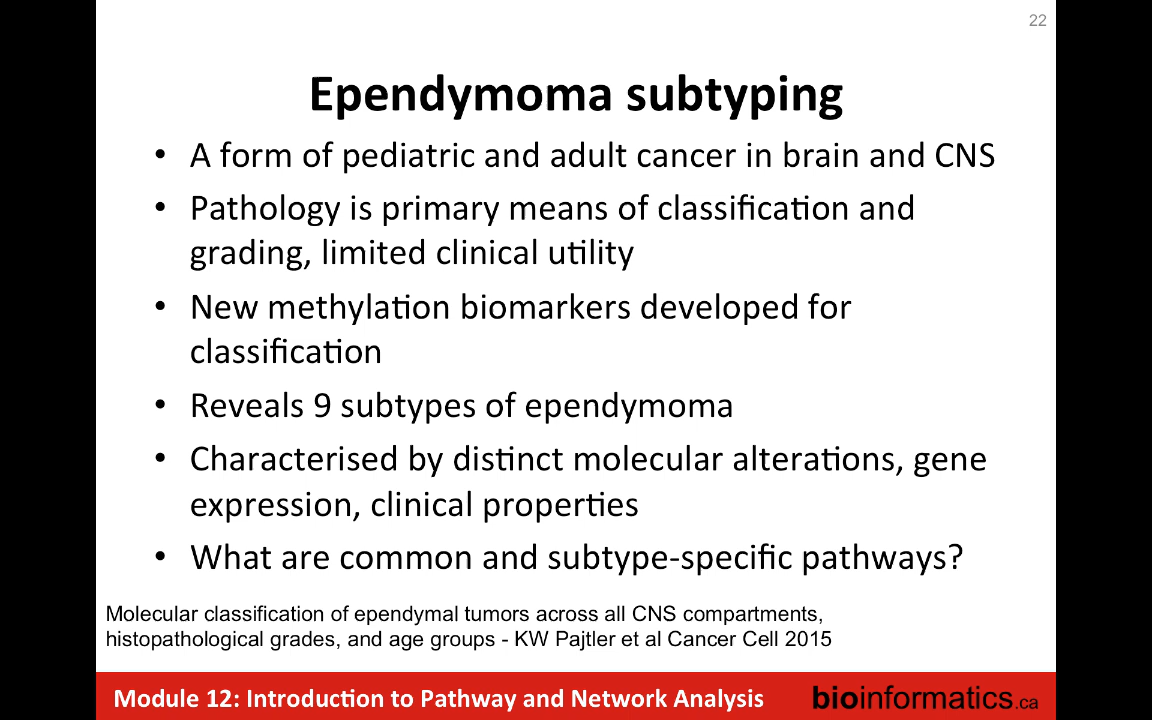 22
Ependymoma subtyping
• A form of pediatric and adult cancer in brain and CNS
• Pathology is primary means of classification and
grading, limited clinical utility
• New methylation biomarkers developed for
classification
• Reveals 9 subtypes of ependymoma
• Characterised by distinct molecular alterations, gene
expression, clinical properties
• What are common and subtype-specific pathways?
Molecular classification of ependymal tumors across all CNS compartments,
histopathological grades, and age groups - KW Pajtler et al Cancer Cell 2015
Module 12: Introduction to Pathway and Network Analysis
bioinformatics.ca